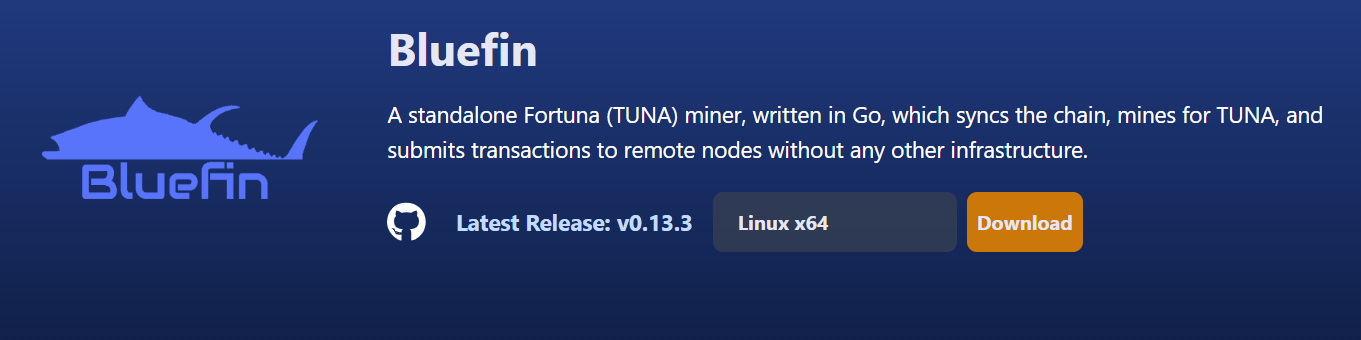 Bluefin
Bluefin
A standalone Fortuna (TUNA) miner, written in Go, which syncs the chain, mines for TUNA, and
submits transactions to remote nodes without any other infrastructure.
Latest Release: v0.13.3
Linux x64
Download